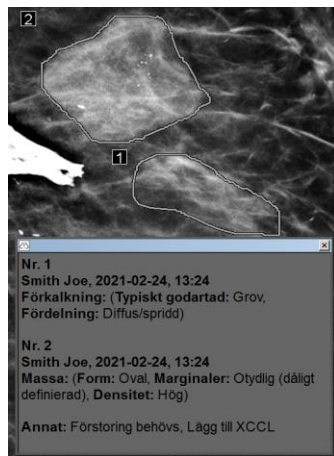 2
1
Nr. 1
Smith Joe, 2021-02-24, 13:24
Förkalkning: (Typiskt godartad: Grov,
Fördelning: Diffus/spridd)
Nr. 2
Smith Joe, 2021-02-24, 13:24
Massa: (Form: Oval, Marginaler: Otydlig (dåligt
definierad), Densitet: Hög)
Annat: Förstoring behövs, Lägg till XCCL